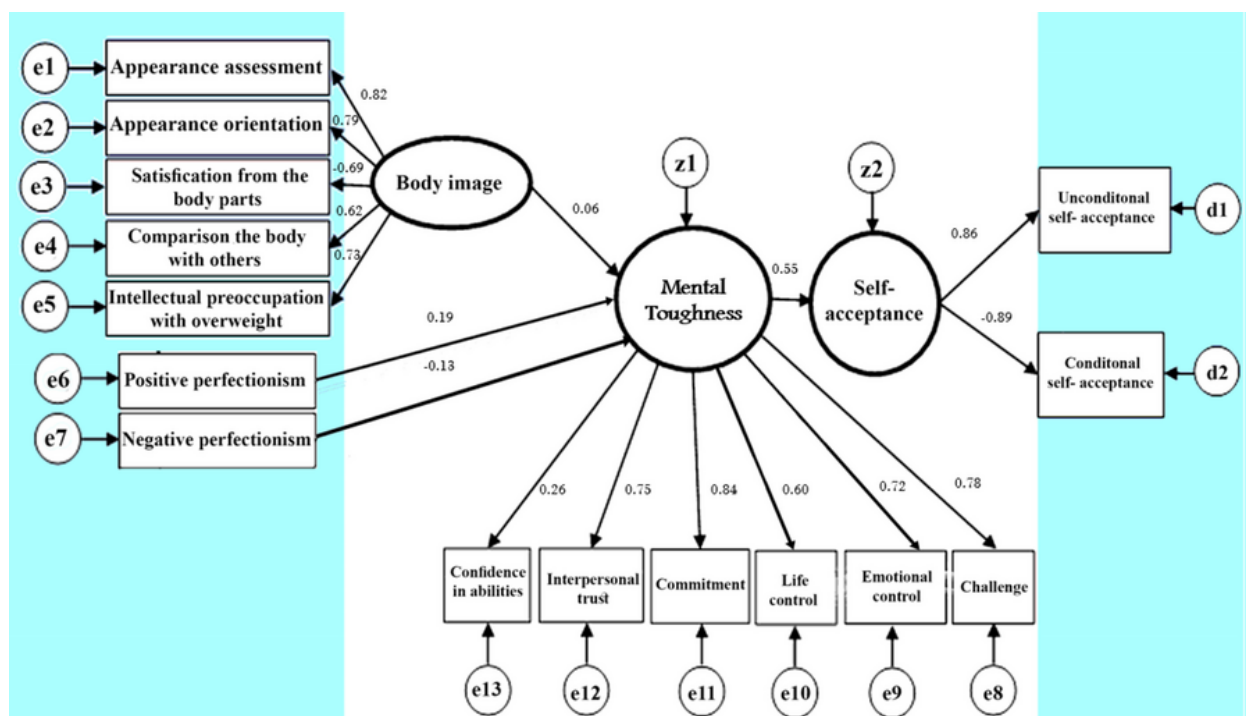 e1
Appearance assessment
0.82
e2
Appearance orientation
0.79
e3
Satisfication from the
body parts
-0.69
e4
Comparison the body
with others
0.62
e5
Intellectual preoccupation
with overweight
0.73
Body image
0.06
e6
Positive perfectionism
0.19
e7
Negative perfectionism
-0.13
z1
Mental
Toughness
0.55
z2
Self-
acceptance
0.86
Unconditonal
self- acceptance
d1
-0.89
Conditonal
self- acceptance
d2
0.26
0.75
0.84
0.60
0.72
0.78
Confidence
in abilities
Interpersonal
trust
Commitment
Life
control
Emotional
control
Challenge
e13
e12
e11
e10
e9
e8